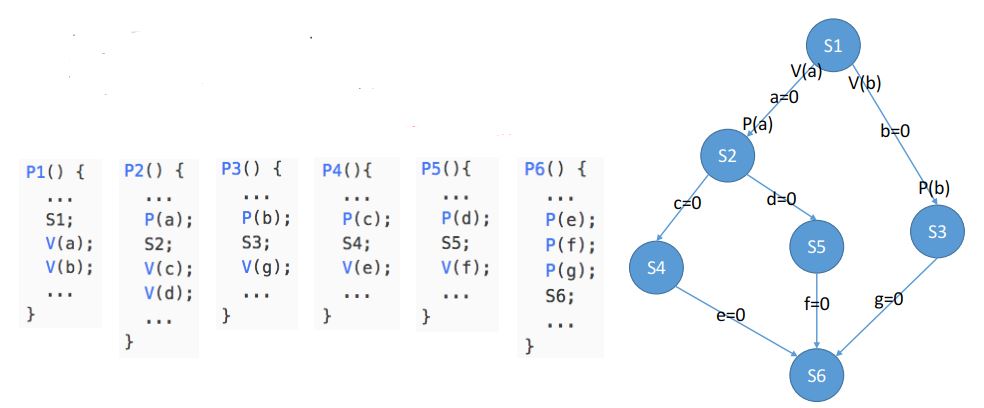 P1() {
...
S1;
V(a);
V(b);
...
}
P2() {
...
P(a);
S2;
V(c);
V(d);
...
}
P3() {
...
P(b);
S3;
V(g);
...
}
P4(){
...
P(c);
S4;
V(e);
...
}
P5(){
...
P(d);
S5;
V(f);
...
}
P6() {
...
P(e);
P(f);
P(g);
S6;
...
}
S1
V(a)
V(b)
a=0
P(a)
b=0
S2
c=0
d=0
P(b)
S4
S5
S3
e=0
f=0
g=0
S6